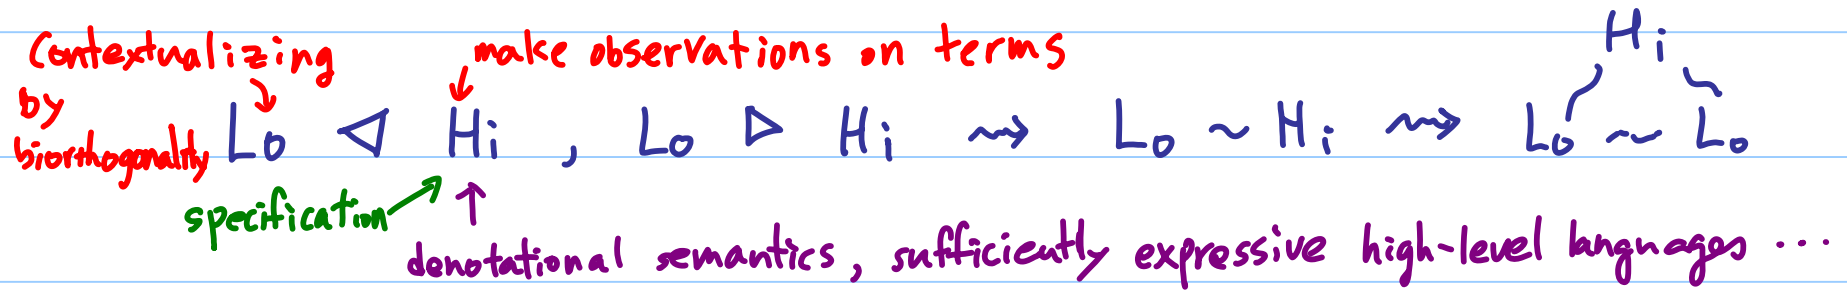 Contextualizing
by
biorthogonality
make observations on terms
Lo ◁ Hi , Lo ▷ Hi ⇝ Lo ~ Hi ⇝ Lo ~ Lo
Hi
specification
denotational semantics, sufficiently expressive high-level languages ...